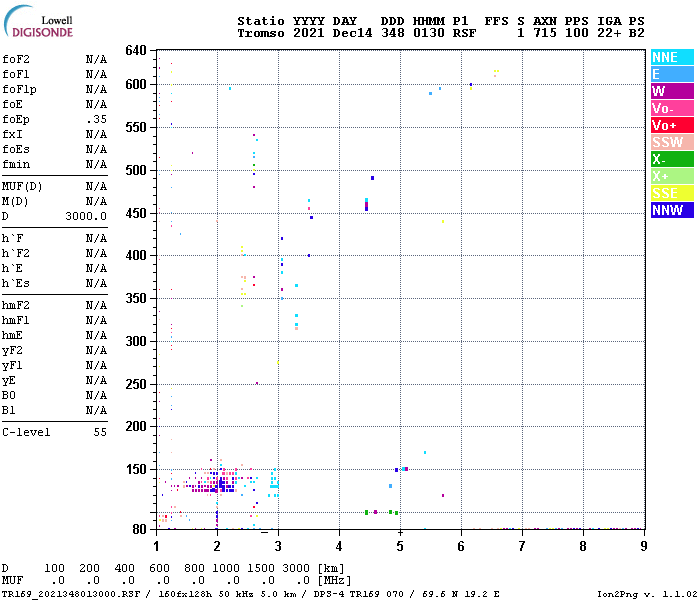 Lowell
DIGISONDE
Statio YYYY DAY DDD HHMM P1 FFS S AXN PPS IGA PS
Tromso 2021 Dec14 348 0130 RSF 1 715 100 22+ B2
foF2 N/A
foF1 N/A
foF1p N/A
foE N/A
foEp .35
fxI N/A
foEs N/A
fmin N/A
MUF(D) N/A
M(D) N/A
D 3000.0
h`F N/A
h`F2 N/A
h`E N/A
h`Es N/A
hmF2 N/A
hmF1 N/A
hmE N/A
yF2 N/A
yF1 N/A
yE N/A
B0 N/A
B1 N/A
C-level 55
640
600
550
500
450
400
350
300
250
200
150
80
1 2 3 4 5 6 7 8 9
NNE
E
W
Vo-
Vo+
SSW
X-
X+
SSE
NNW
D 100 200 400 600 800 1000 1500 3000 [km]
MUF .0 .0 .0 .0 .0 .0 .0 .0 [MHz]
TR169_2021348013000.RSF / 160fx128h 50 kHz 5.0 km / DPS-4 TR169 070 / 69.6 N 19.2 E
Ion2Png v. 1.1.02